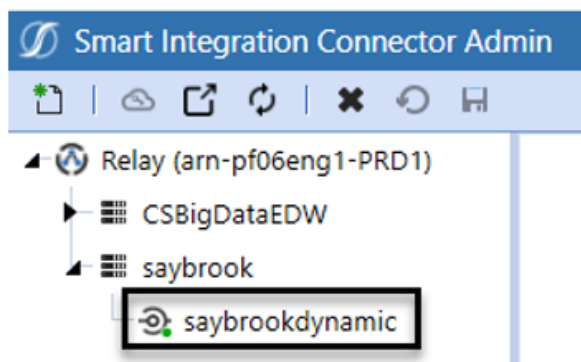 Smart Integration Connector Admin
Relay (arn-pf06eng1-PRD1)
CSBigDataEDW
saybrook
saybrookdynamic